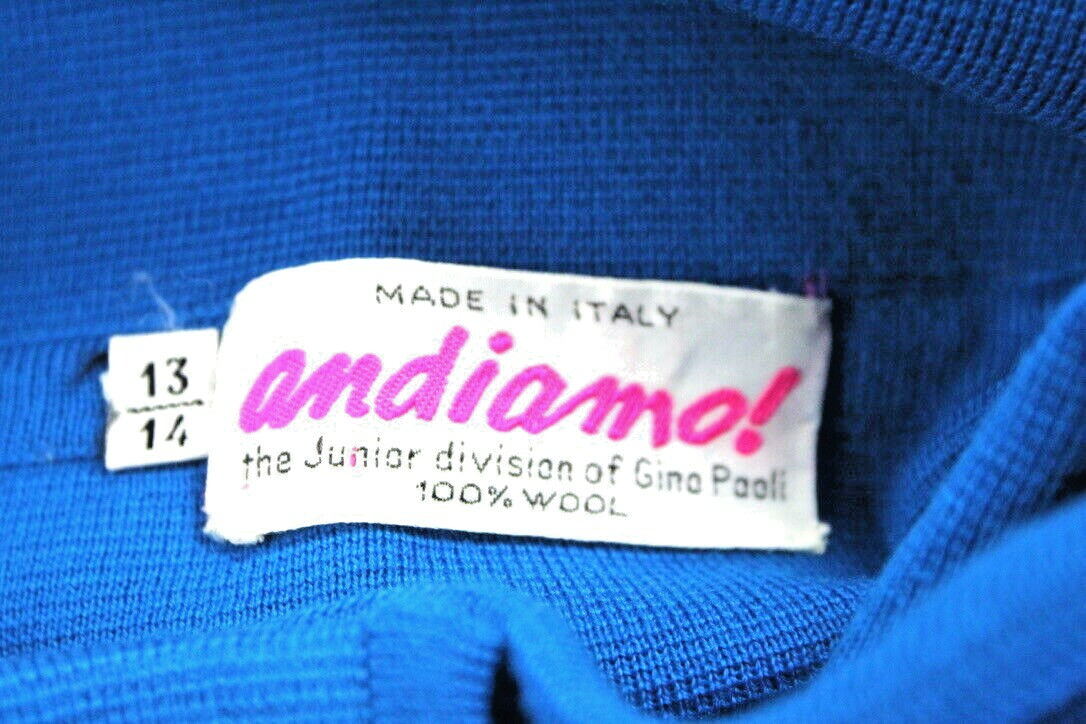 MADE IN ITALY
andiamo!
the Junior division of Gino Paoli
100% WOOL
13
14